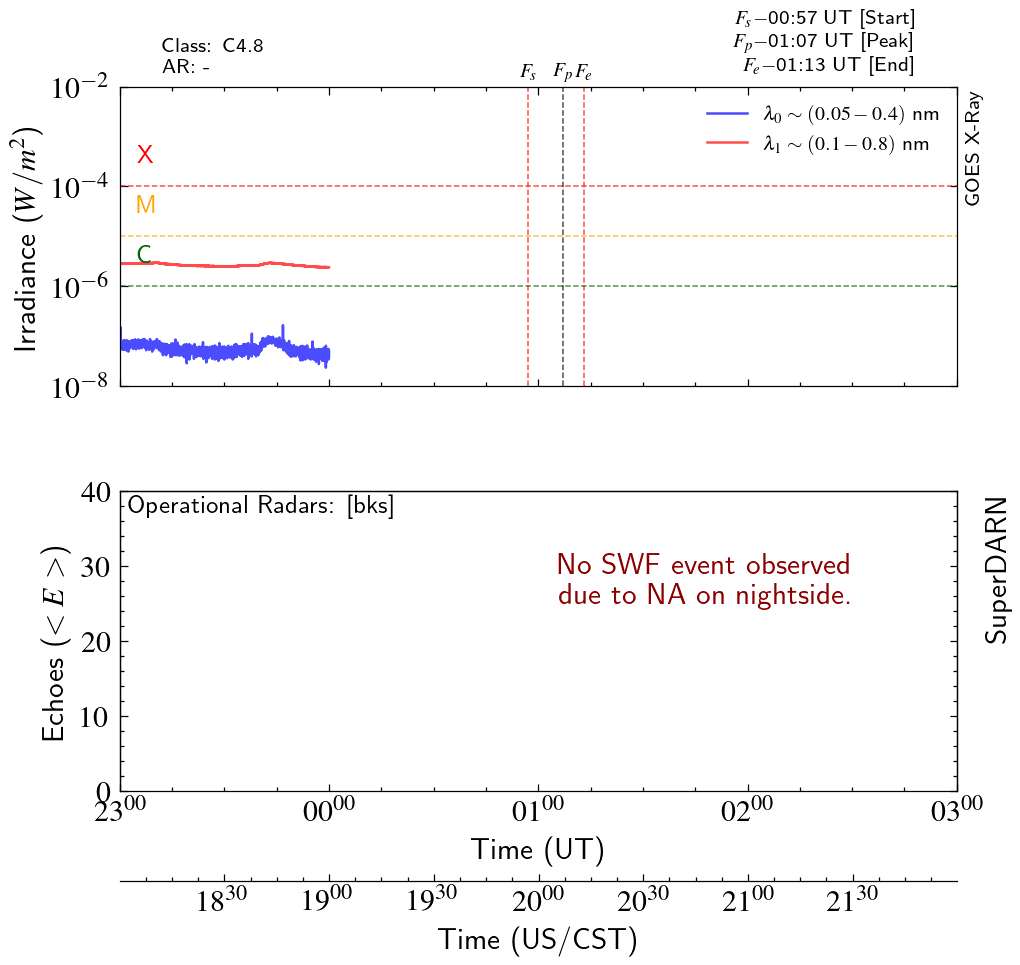 F_s−00:57 UT [Start]
F_p−01:07 UT [Peak]
F_e−01:13 UT [End]
Class: C4.8
AR: -
F_s F_p F_e
10^−2
10^−4
10^−6
10^−8
Irradiance (W/m^2)
X
M
C
λ_0 ∼ (0.05 − 0.4) nm
λ_1 ∼ (0.1 − 0.8) nm
GOES X-Ray
40
30
20
10
0
Echoes (< E >)
Operational Radars: [bks]
No SWF event observed
due to NA on nightside.
SuperDARN
23^00 00^00 01^00 02^00 03^00
Time (UT)
18^30 19^00 19^30 20^00 20^30 21^00 21^30
Time (US/CST)